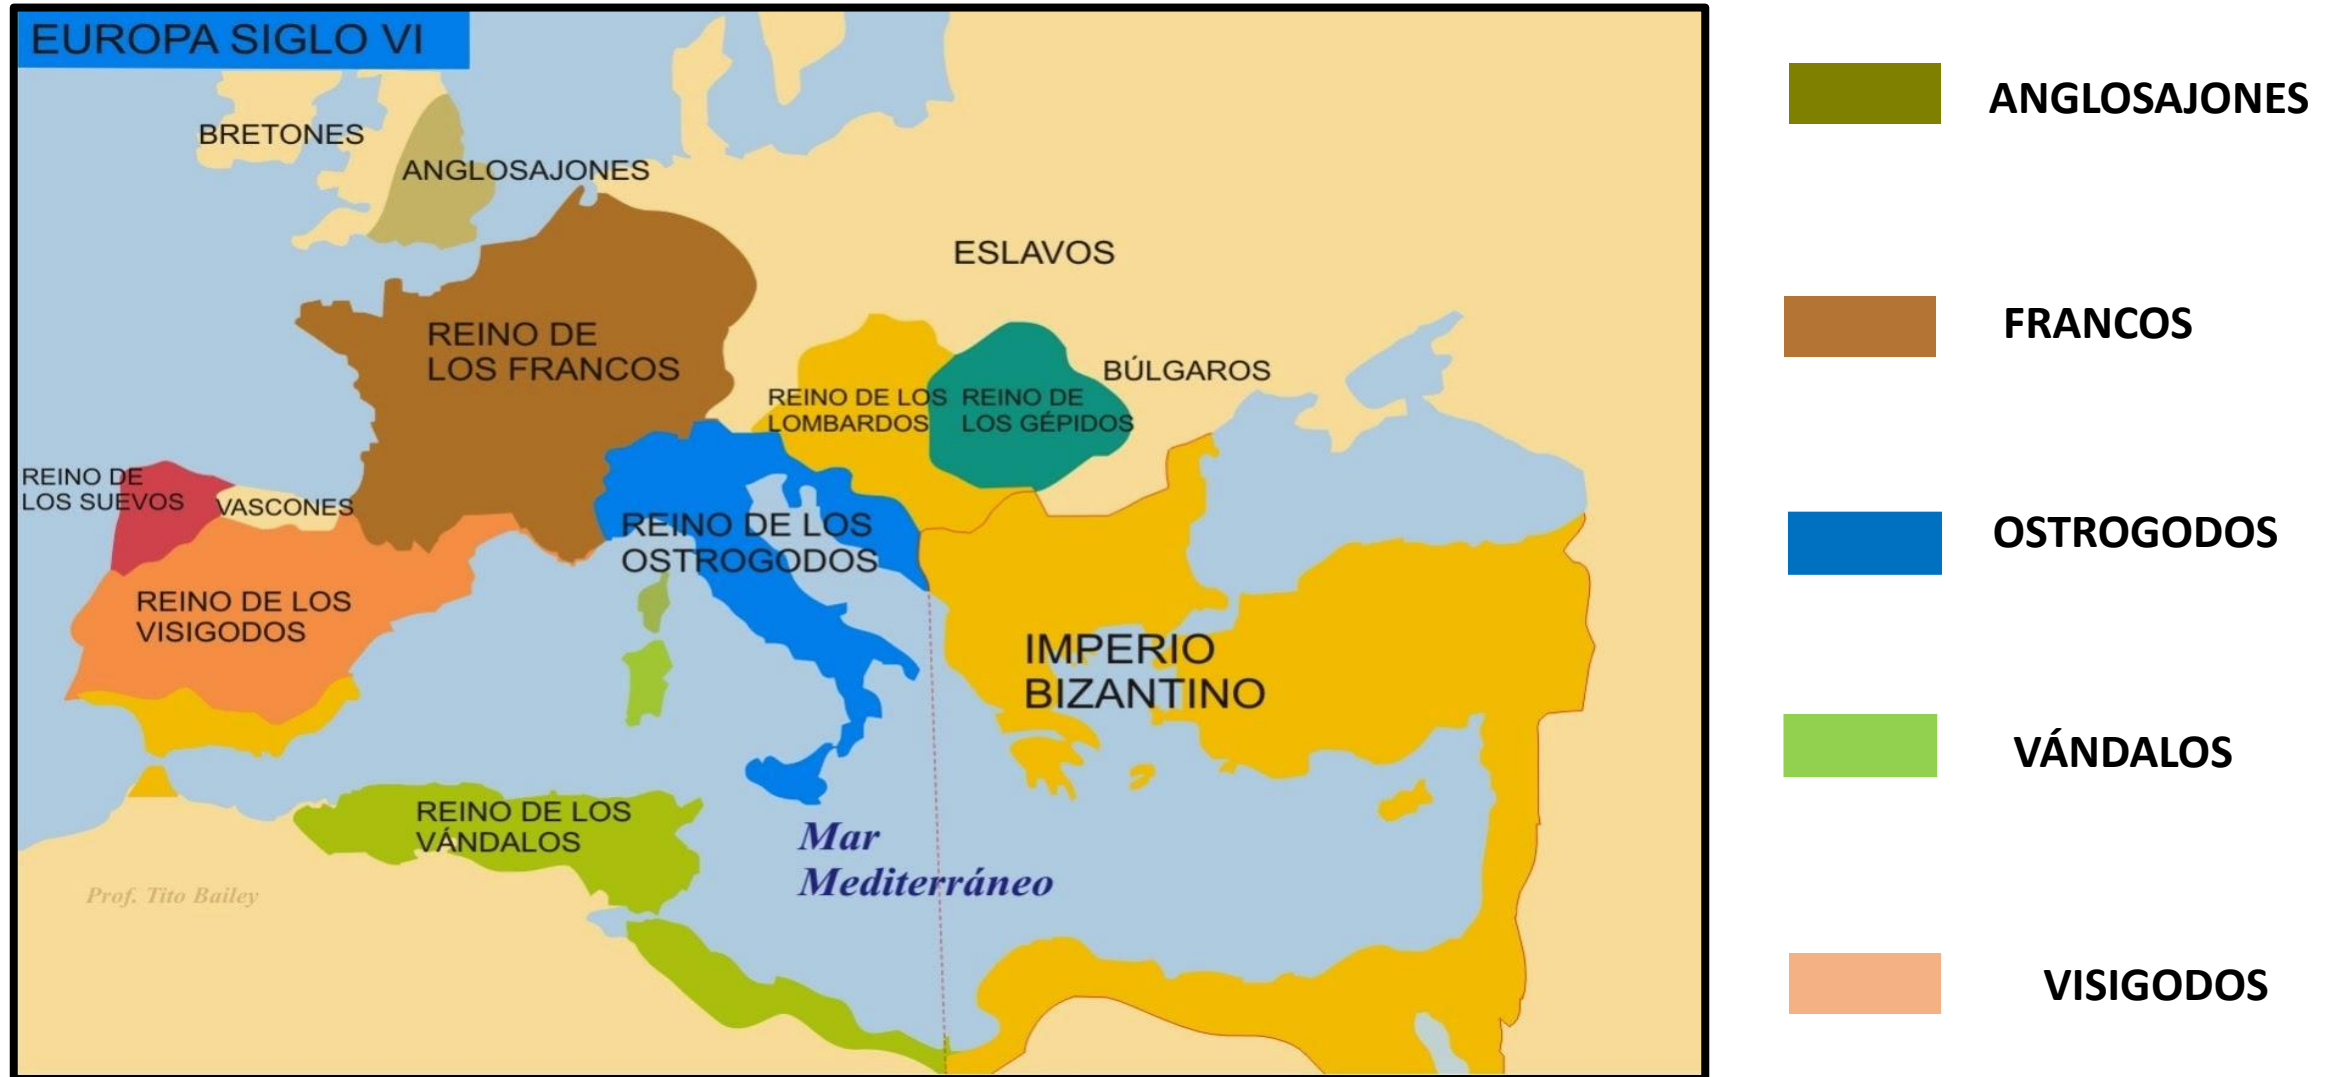 EUROPA SIGLO VI
BRETONES
ANGLOSAJONES
ESLAVOS
REINO DE
LOS FRANCOS
BÚLGAROS
REINO DE LOS
LOMBARDOS
REINO DE
LOS GÉPIDOS
REINO DE
LOS SUEVOS
VASCONES
REINO DE LOS
OSTROGODOS
REINO DE LOS
VISIGODOS
IMPERIO
BIZANTINO
REINO DE LOS
VÁNDALOS
Mar
Mediterráneo
Prof. Tito Bailey
ANGLOSAJONES
FRANCOS
OSTROGODOS
VÁNDALOS
VISIGODOS